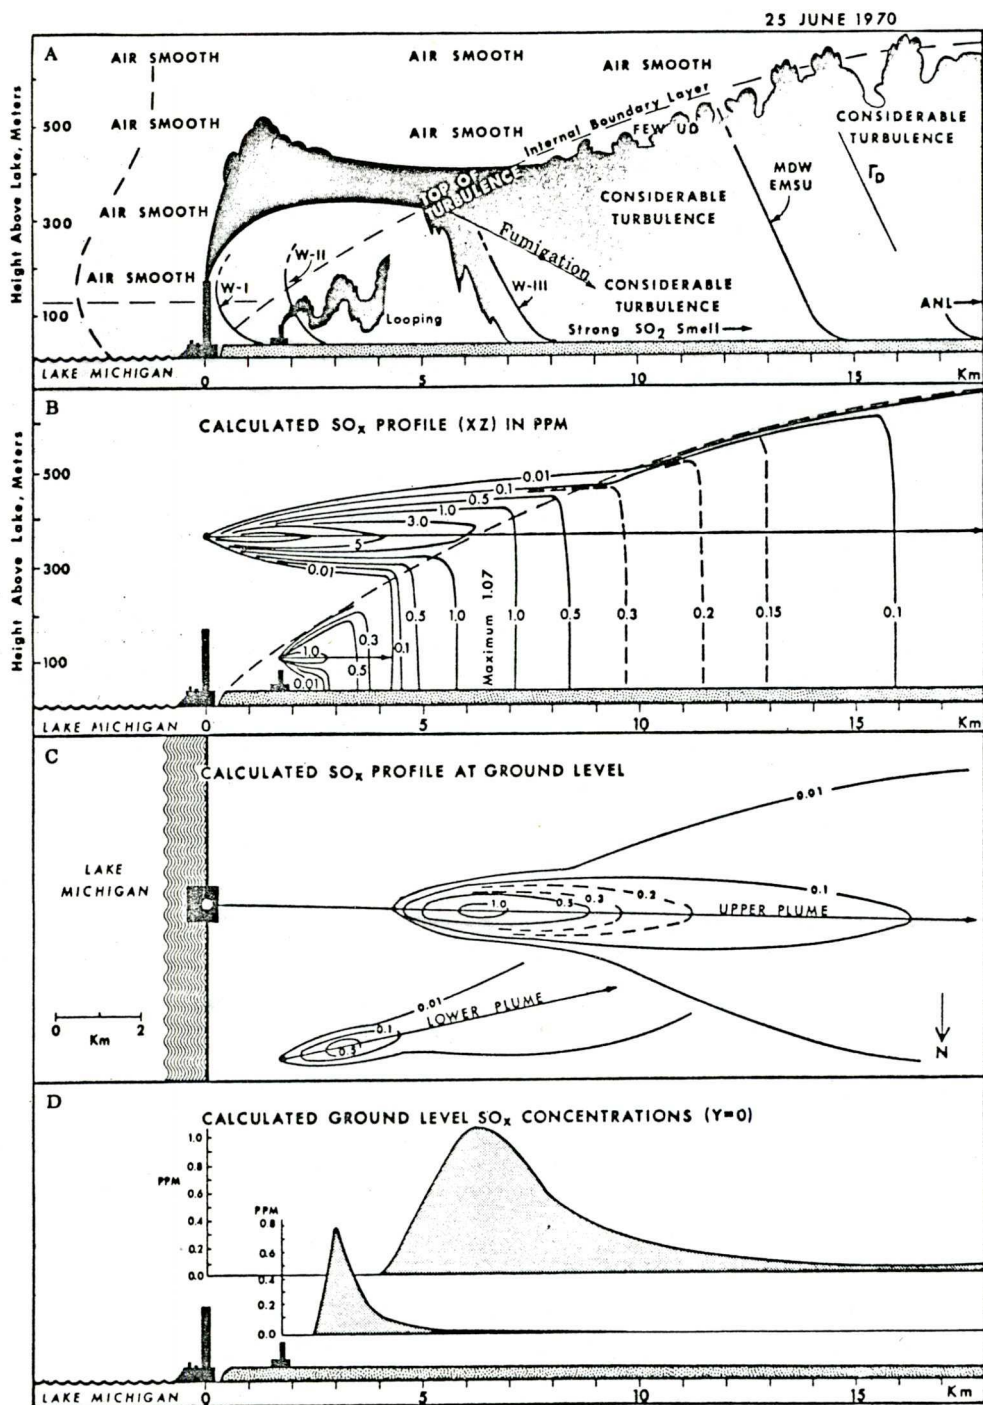 25 JUNE 1970
A
AIR SMOOTH
AIR SMOOTH
AIR SMOOTH
AIR SMOOTH
AIR SMOOTH
AIR SMOOTH
AIR SMOOTH
AIR SMOOTH
Internal Boundary Layer
FEW UD
CONSIDERABLE
TURBULENCE
TOP OF
TURBULENCE
CONSIDERABLE
TURBULENCE
MDW
EMSU
ΓD
Fumigation
W-I
W-II
W-III
Looping
CONSIDERABLE
TURBULENCE
Strong SO2 Smell
ANL
Height Above Lake, Meters
500
300
100
LAKE MICHIGAN
0
5
10
15
Km
B
CALCULATED SOx PROFILE (XZ) IN PPM
Height Above Lake, Meters
500
300
100
0.01
0.1
0.5
1.0
3.0
5
0.01
0.5
1.0
Maximum 1.07
1.0
0.5
0.3
0.2
0.15
0.1
1.0
0.3
0.1
0.5
0.01
LAKE MICHIGAN
0
5
10
15
Km
C
CALCULATED SOx PROFILE AT GROUND LEVEL
LAKE
MICHIGAN
0.01
0.1
0.2
0.3
0.5
1.0
UPPER PLUME
0.01
LOWER PLUME
0.1
0.5
0 2
Km
N
D
CALCULATED GROUND LEVEL SOx CONCENTRATIONS (Y=0)
PPM
1.0
0.8
0.6
0.4
0.2
0.0
PPM
0.8
0.6
0.4
0.2
0.0
LAKE MICHIGAN
0
5
10
15
Km